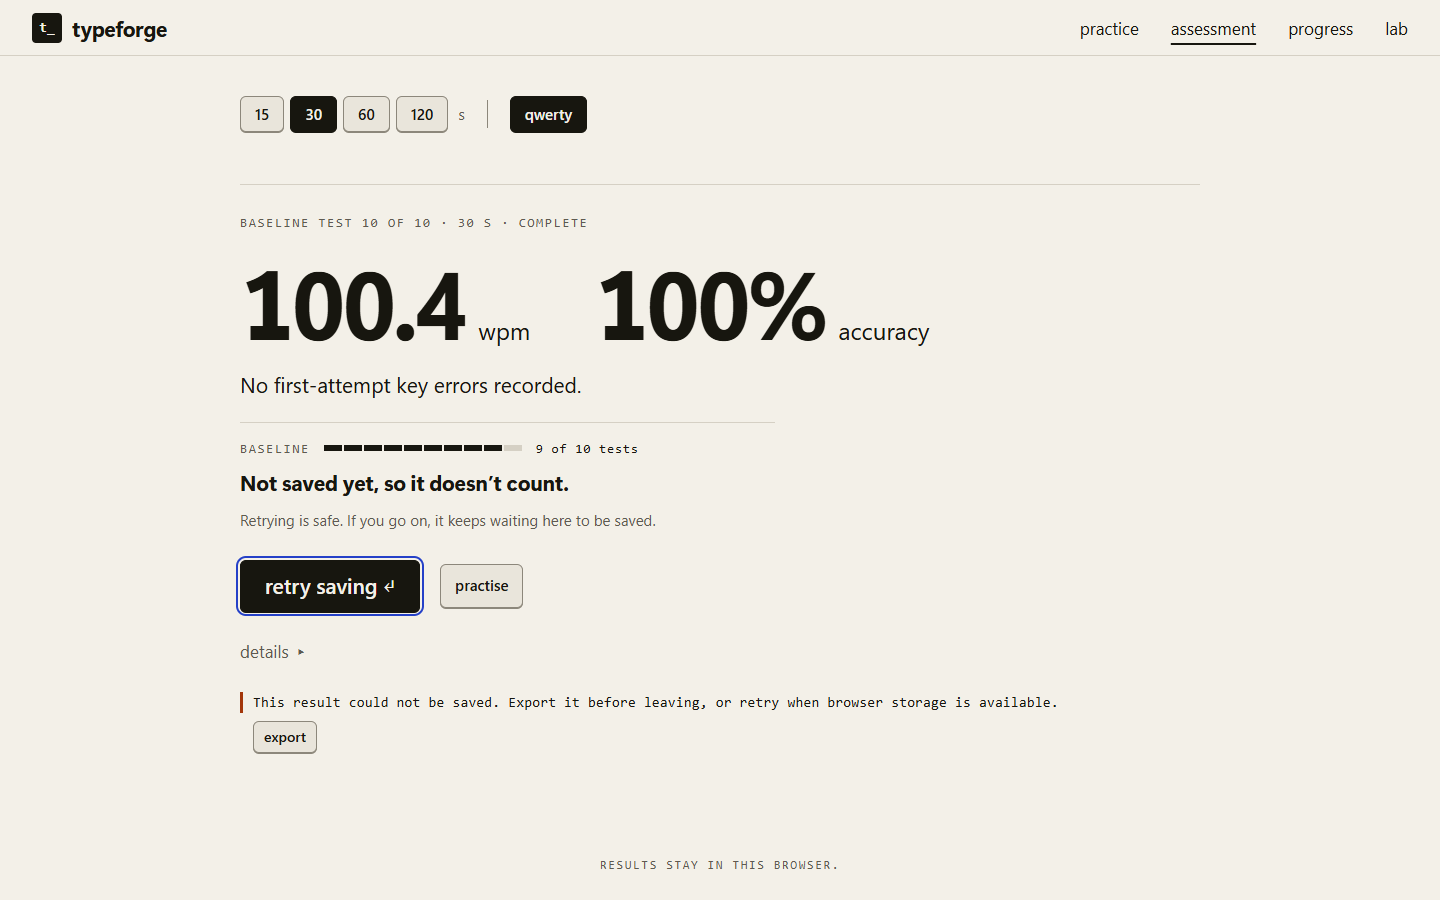 t_ typeforge practice assessment progress lab
15 30 60 120 s qwerty
BASELINE TEST 10 OF 10 · 30 S · COMPLETE
100.4 wpm 100% accuracy
No first-attempt key errors recorded.
BASELINE 9 of 10 tests
Not saved yet, so it doesn’t count.
Retrying is safe. If you go on, it keeps waiting here to be saved.
retry saving ↵ practise
details ▸
This result could not be saved. Export it before leaving, or retry when browser storage is available.
export
RESULTS STAY IN THIS BROWSER.